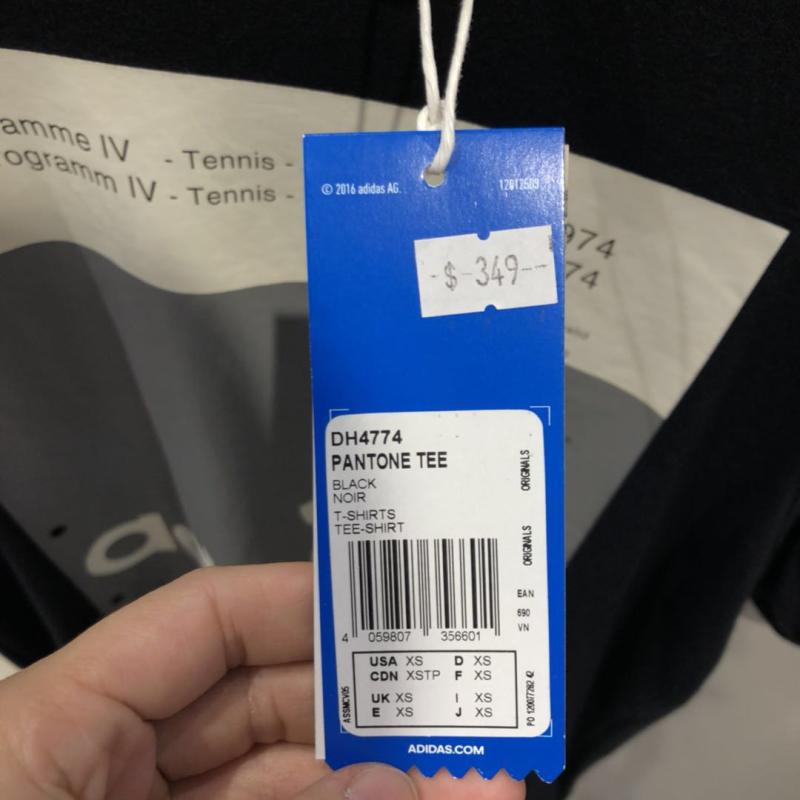 amme IV - Tennis -
ogramm IV - Tennis -
974
74
© 2016 adidas AG.
- $ - 349 - -
DH4774
PANTONE TEE
BLACK
NOIR
T-SHIRTS
TEE-SHIRT
ORIGINALS
ORIGINALS
EAN
690
VN
4 059807 356601
USA XS D XS
CDN XSTP F XS
UK XS I XS
E XS J XS
ASSMCV05
ADIDAS.COM